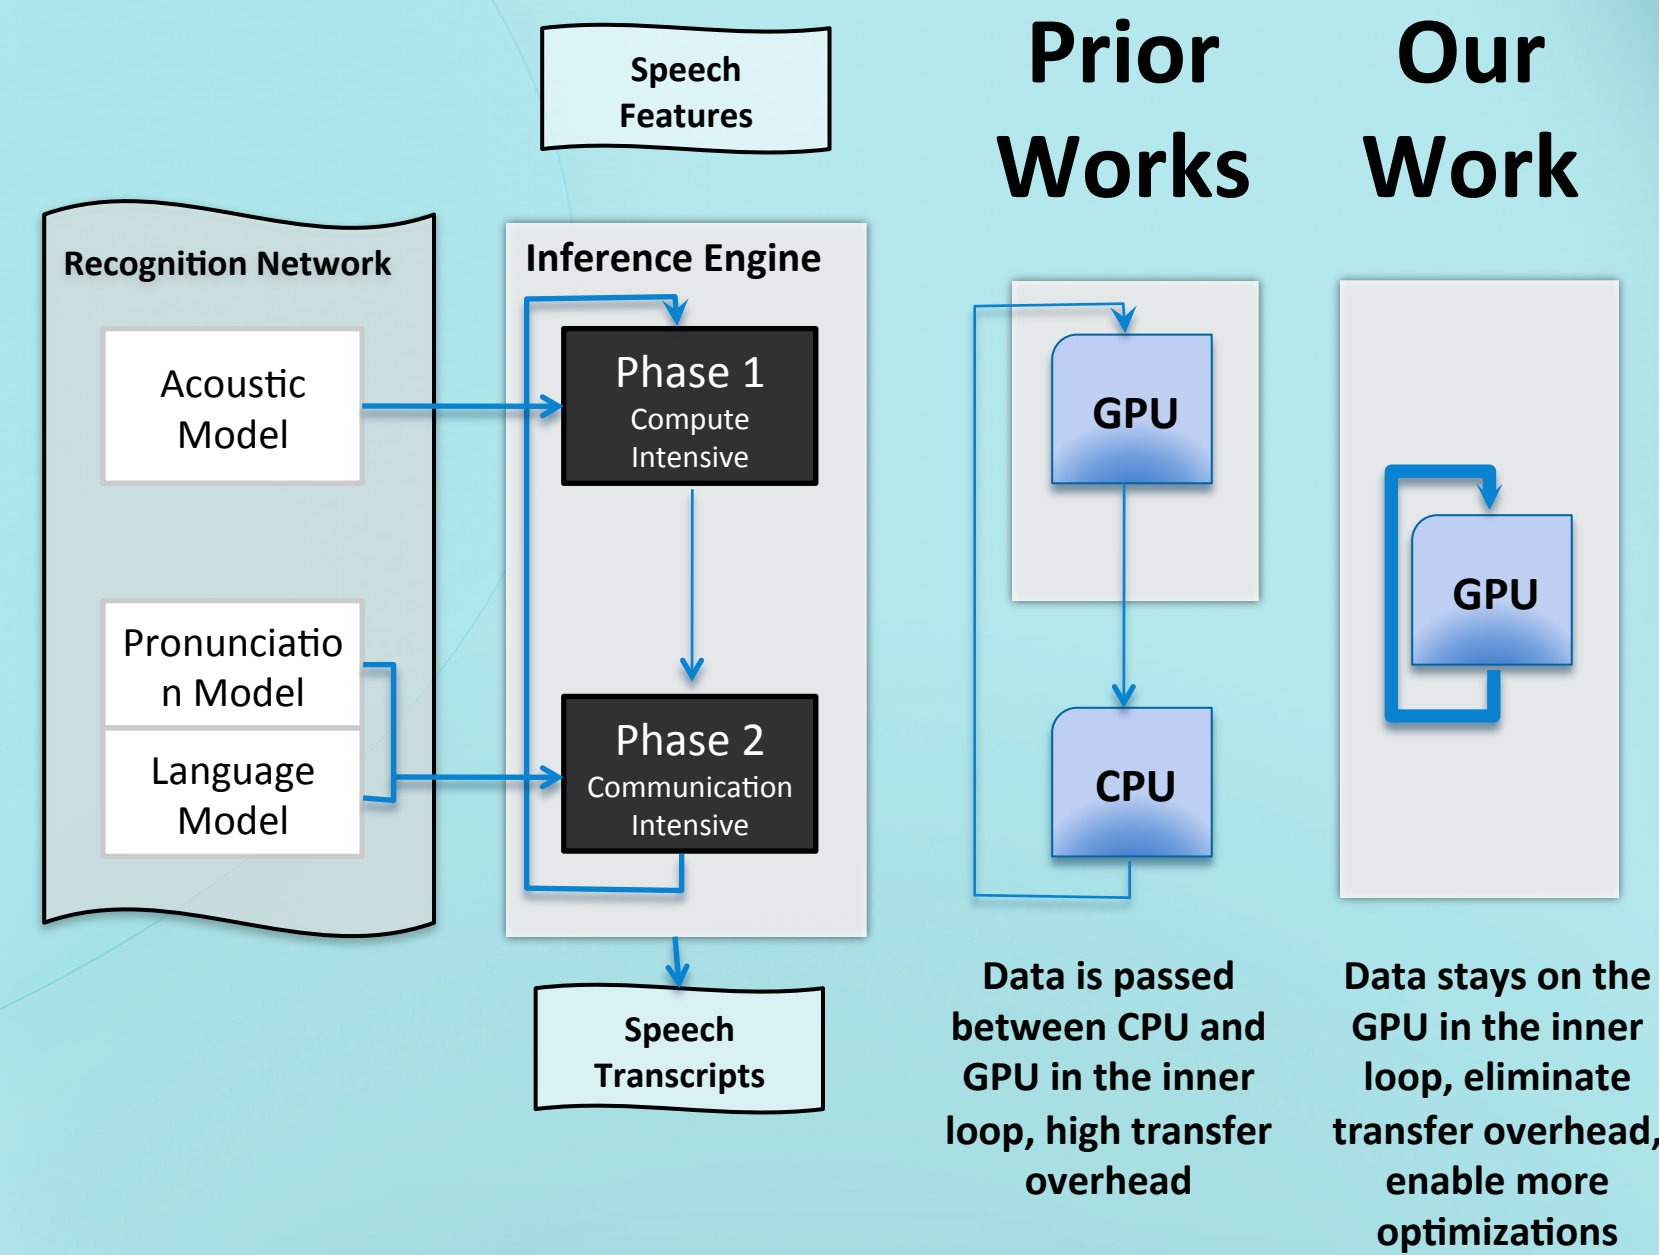 Speech
Features
Prior
Works
Our
Work
Recognition Network
Acoustic
Model
Pronunciatio
n Model
Language
Model
Inference Engine
Phase 1
Compute
Intensive
Phase 2
Communication
Intensive
Speech
Transcripts
GPU
CPU
Data is passed
between CPU and
GPU in the inner
loop, high transfer
overhead
GPU
Data stays on the
GPU in the inner
loop, eliminate
transfer overhead,
enable more
optimizations